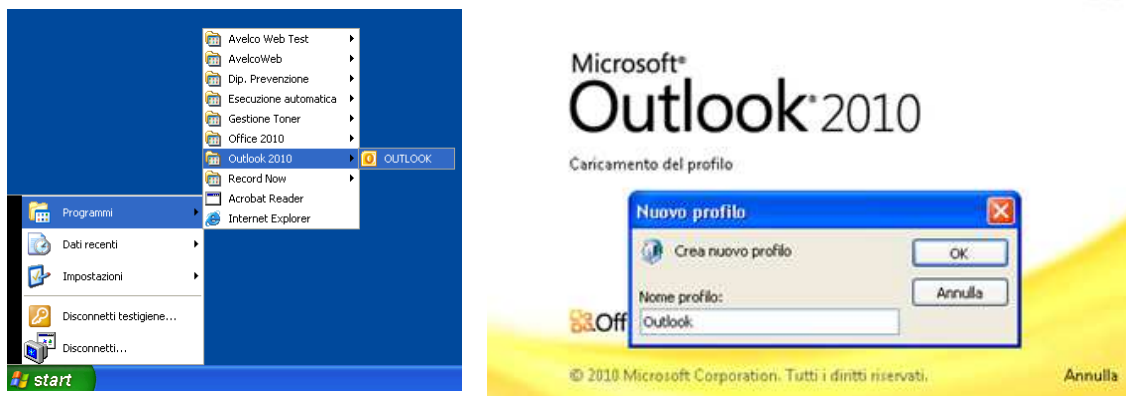 Avelco Web Test
AvelcoWeb
Dip. Prevenzione
Esecuzione automatica
Gestione Toner
Office 2010
Outlook 2010
OUTLOOK
Record Now
Acrobat Reader
Internet Explorer
Programmi
Dati recenti
Impostazioni
Disconnetti testigiene...
Disconnetti...
start
Microsoft®
Outlook® 2010
Caricamento del profilo
Nuovo profilo
Crea nuovo profilo
OK
Annulla
Nome profilo:
Outlook
Off
© 2010 Microsoft Corporation. Tutti i diritti riservati.
Annulla